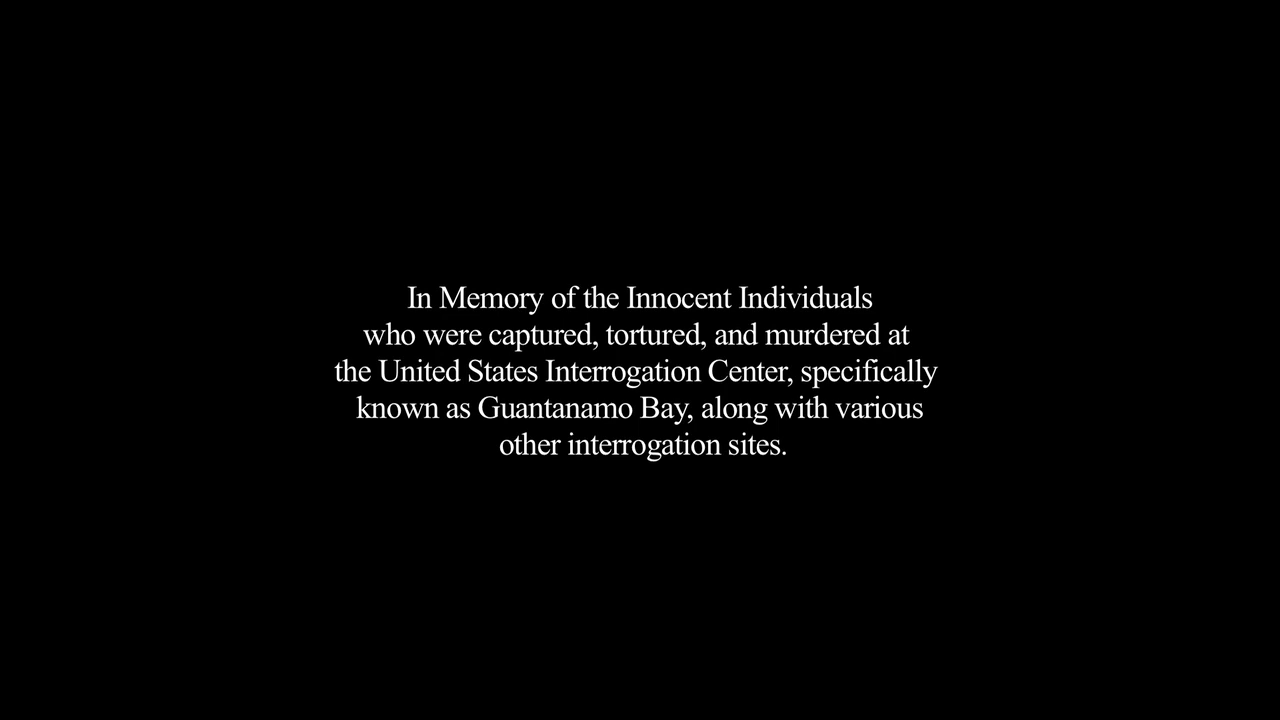 In Memory of the Innocent Individuals
who were captured, tortured, and murdered at
the United States Interrogation Center, specifically
known as Guantanamo Bay, along with various
other interrogation sites.